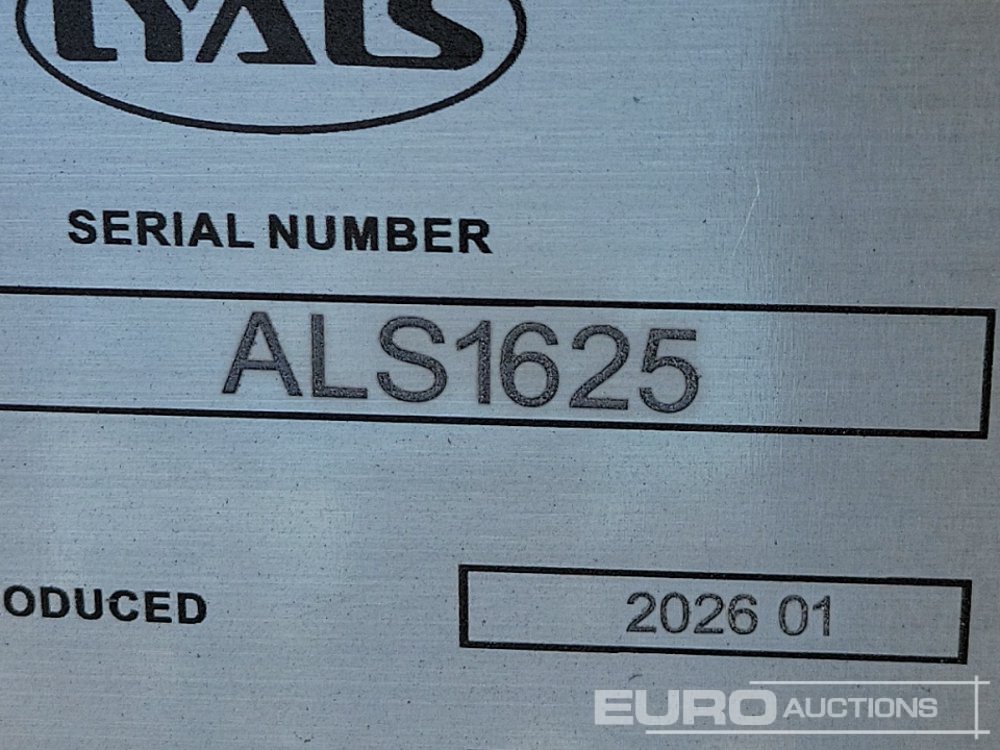 SERIAL NUMBER
ALS1625
ODUCED
2026 01
EURO AUCTIONS